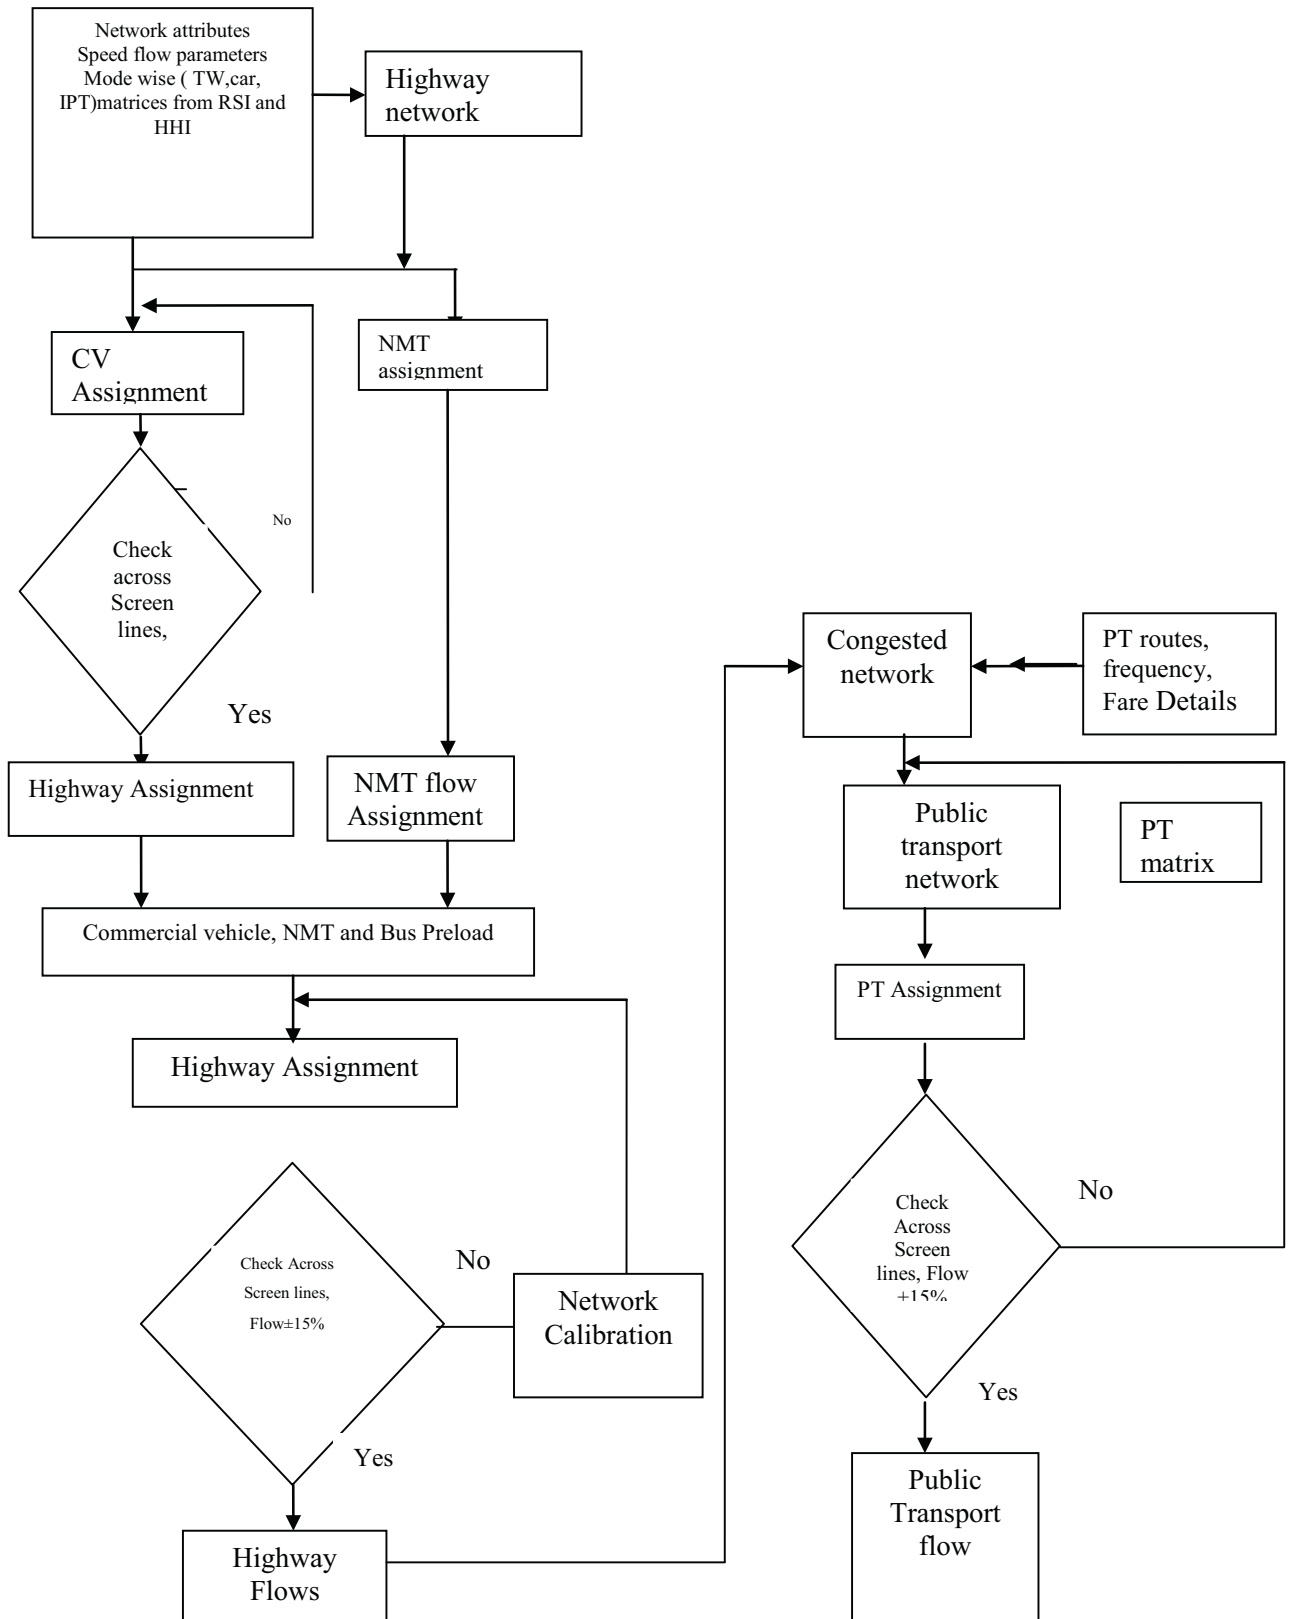 Network attributes
Speed flow parameters
Mode wise ( TW,car,
IPT)matrices from RSI and
HHI
Highway
network
CV
Assignment
NMT
assignment
No
Check
across
Screen
lines,
Yes
Highway Assignment
NMT flow
Assignment
Commercial vehicle, NMT and Bus Preload
Highway Assignment
Check Across
Screen lines,
Flow±15%
No
Network
Calibration
Yes
Highway
Flows
Congested
network
PT routes,
frequency,
Fare Details
Public
transport
network
PT
matrix
PT Assignment
Check
Across
Screen
lines, Flow
±15%
No
Yes
Public
Transport
flow